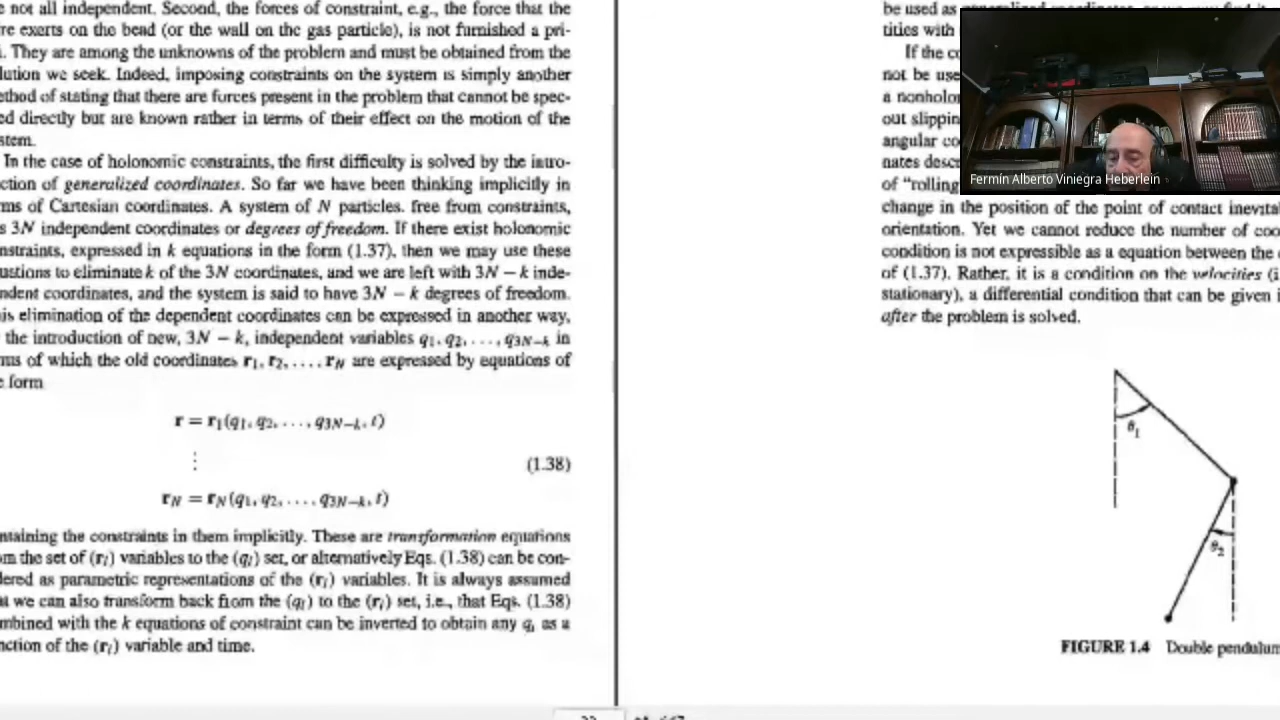 not all independent. Second, the forces of constraint, e.g., the force that the
exerts on the bead (or the wall on the gas particle), is not furnished a pri-
They are among the unknowns of the problem and must be obtained from the
lution we seek. Indeed, imposing constraints on the system is simply another
ethod of stating that there are forces present in the problem that cannot be spec-
ed directly but are known rather in terms of their effect on the motion of the
stem.
In the case of holonomic constraints, the first difficulty is solved by the intro-
ction of generalized coordinates. So far we have been thinking implicitly in
ms of Cartesian coordinates. A system of N particles. free from constraints,
s 3N independent coordinates or degrees of freedom. If there exist holonomic
nstraints, expressed in k equations in the form (1.37), then we may use these
uations to eliminate k of the 3N coordinates, and we are left with 3N − k inde-
ndent coordinates, and the system is said to have 3N − k degrees of freedom.
is elimination of the dependent coordinates can be expressed in another way,
the introduction of new, 3N − k, independent variables q₁, q₂, . . . , q₃N₋k in
ms of which the old coordinates r₁, r₂, . . . , rN are expressed by equations of
e form
r = r₁(q₁, q₂, . . . , q₃N₋k, t)
⋮ (1.38)
rN = rN(q₁, q₂, . . . , q₃N₋k, t)
ntaining the constraints in them implicitly. These are transformation equations
om the set of (rₗ) variables to the (qₗ) set, or alternatively Eqs. (1.38) can be con-
dered as parametric representations of the (rₗ) variables. It is always assumed
at we can also transform back from the (qₗ) to the (rₗ) set, i.e., that Eqs. (1.38)
mbined with the k equations of constraint can be inverted to obtain any qᵢ as a
nction of the (rᵢ) variable and time.
be used as
tities with
If the co
not be use
a nonholon
out slippin
angular co
nates desc
of "rolling
change in the position of the point of contact inevita
orientation. Yet we cannot reduce the number of coo
condition is not expressible as a equation between the
of (1.37). Rather, it is a condition on the velocities (i
stationary), a differential condition that can be given i
after the problem is solved.
θ₁
θ₂
FIGURE 1.4 Double pendulum
Fermín Alberto Viniegra Heberlein